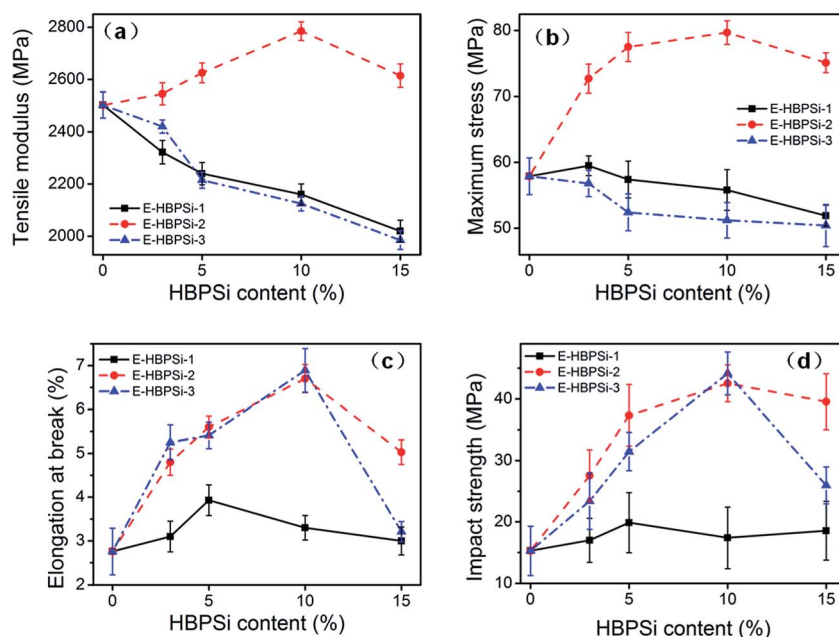 (a)
Tensile modulus (MPa)
2800
2600
2400
2200
2000
E-HBPSi-1
E-HBPSi-2
E-HBPSi-3
0 5 10 15
HBPSi content (%)
(b)
Maximum stress (MPa)
80
70
60
50
E-HBPSi-1
E-HBPSi-2
E-HBPSi-3
0 5 10 15
HBPSi content (%)
(c)
Elongation at break (%)
7
6
5
4
3
2
E-HBPSi-1
E-HBPSi-2
E-HBPSi-3
0 5 10 15
HBPSi content (%)
(d)
Impact strength (MPa)
40
30
20
10
E-HBPSi-1
E-HBPSi-2
E-HBPSi-3
0 5 10 15
HBPSi content (%)